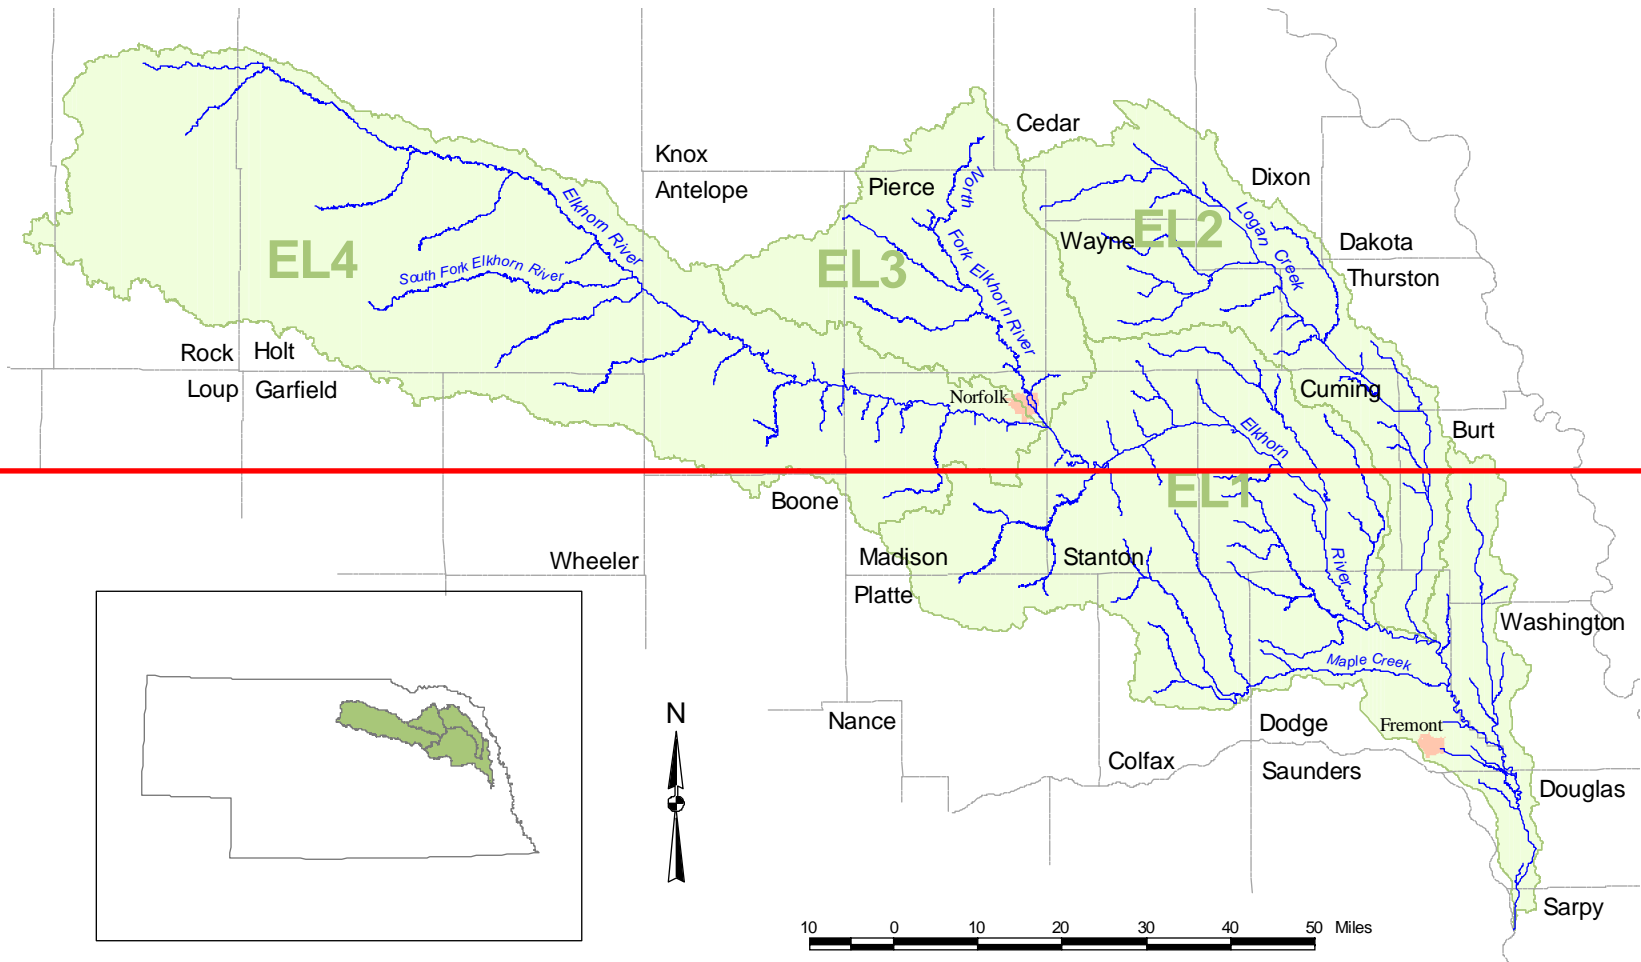 Cedar
Knox
Dixon
Antelope
Pierce
North
Elkhorn River
Logan Creek
EL2
Wayne
Dakota
EL4
South Fork Elkhorn River
EL3
Fork Elkhorn River
Thurston
Rock
Holt
Loup
Garfield
Cuming
Norfolk
Elkhorn
Burt
EL1
Boone
Wheeler
Madison
Stanton
River
Platte
Washington
Maple Creek
N
Nance
Dodge
Fremont
Colfax
Saunders
Douglas
Sarpy
10 0 10 20 30 40 50 Miles